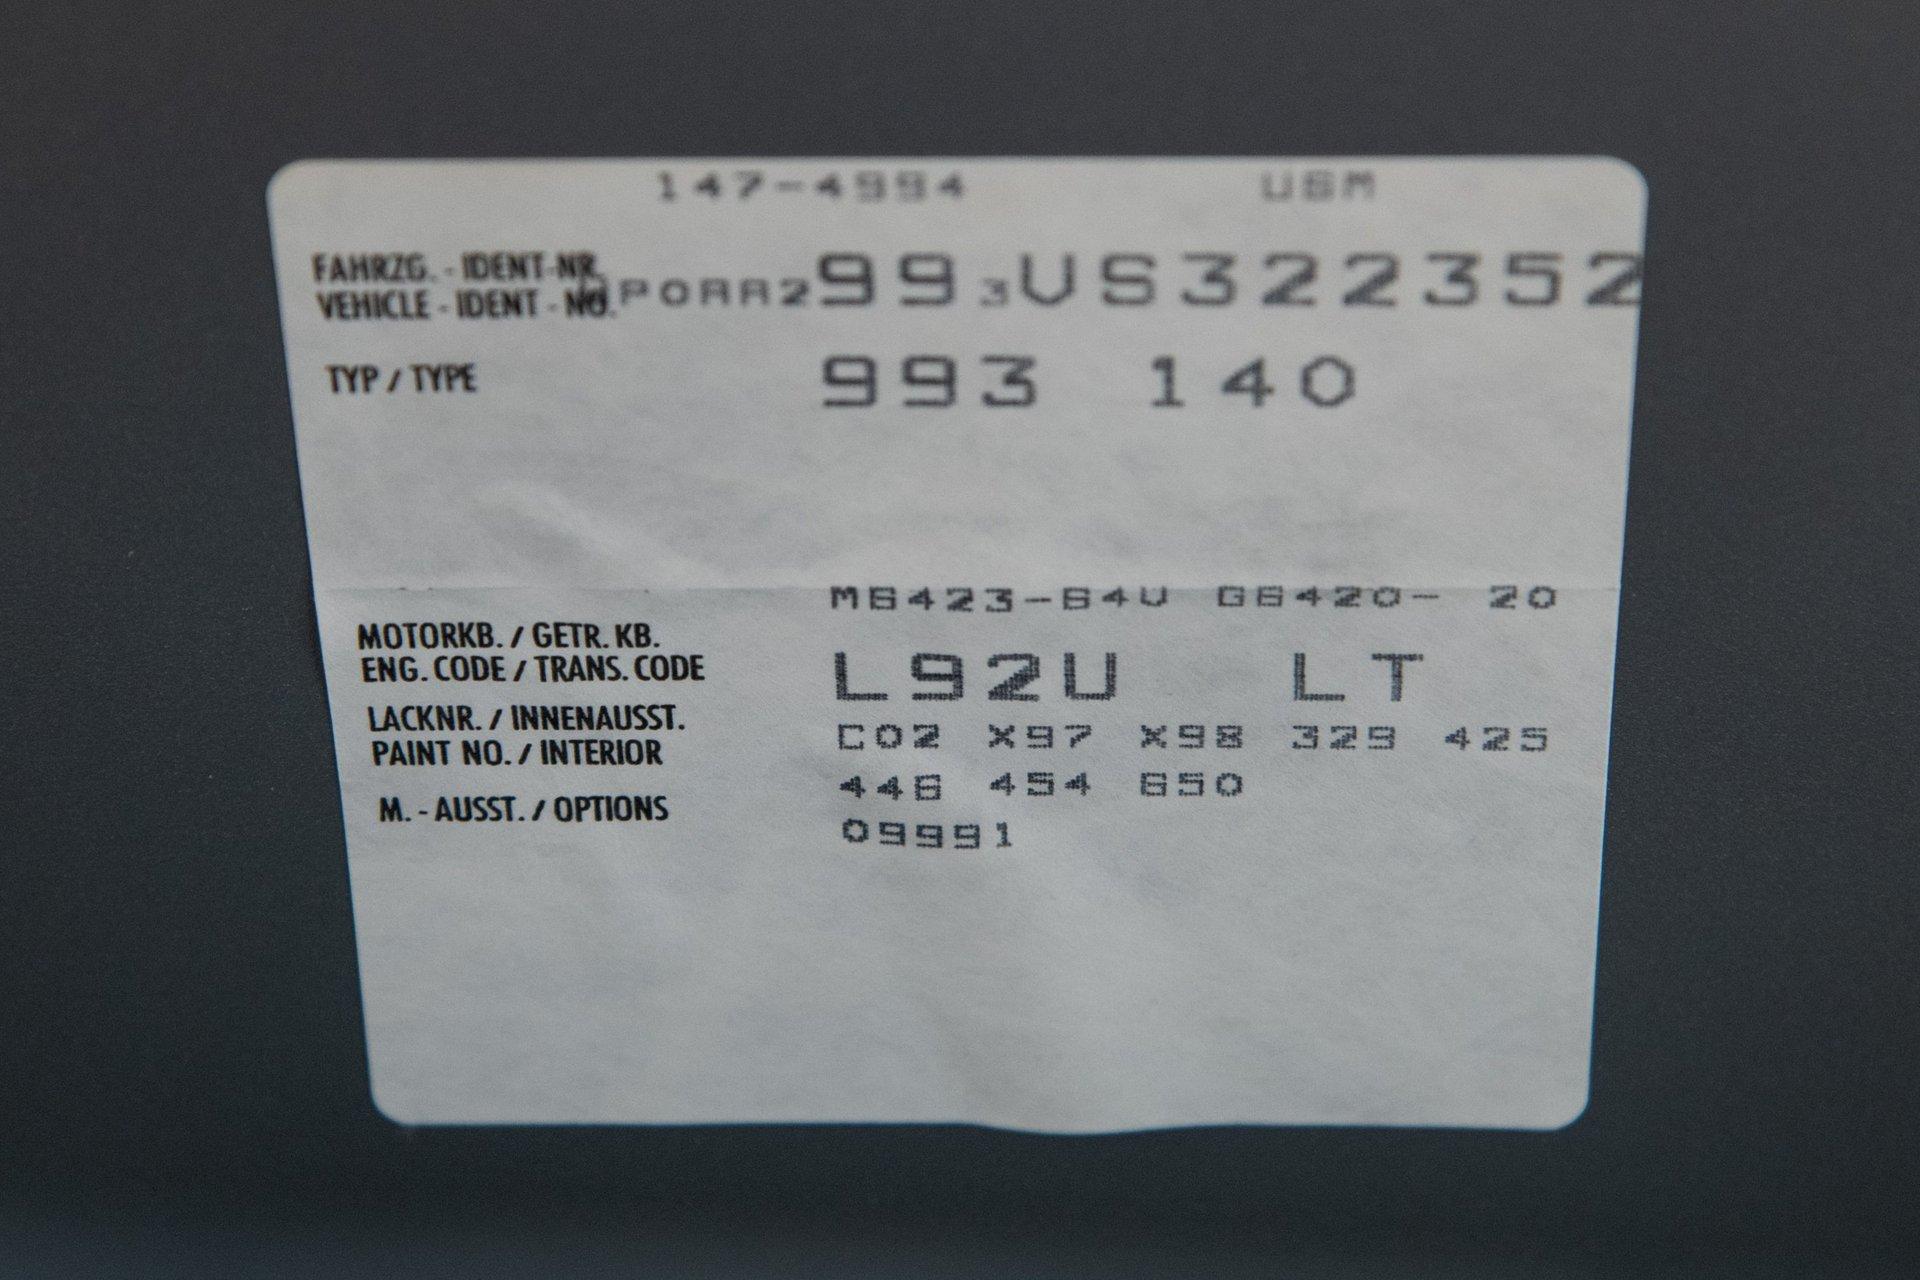 147-4994 USM
FAHRZG. - IDENT-NR.
VEHICLE - IDENT - NO. WP0AA2993VS322352
TYP / TYPE 993 140
M6423-64U G6420- 20
MOTORKB. / GETR. KB.
ENG. CODE / TRANS. CODE
L92U LT
LACKNR. / INNENAUSST.
PAINT NO. / INTERIOR
C02 X97 X98 329 425
446 454 650
M. - AUSST. / OPTIONS
09991